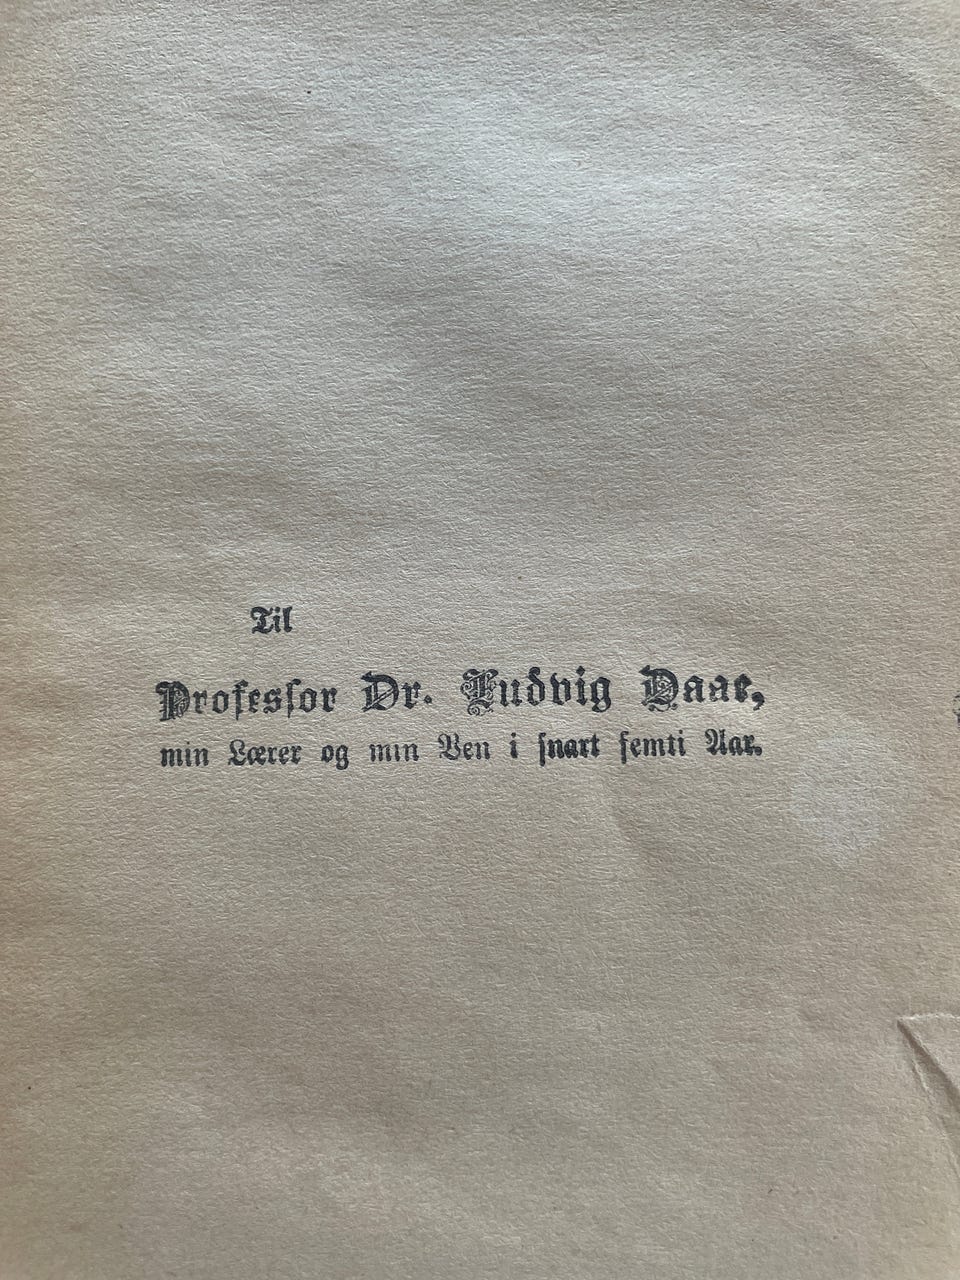 Til
Professor Dr. Ludvig Daae,
min Lærer og min Ven i snart femti Aar.